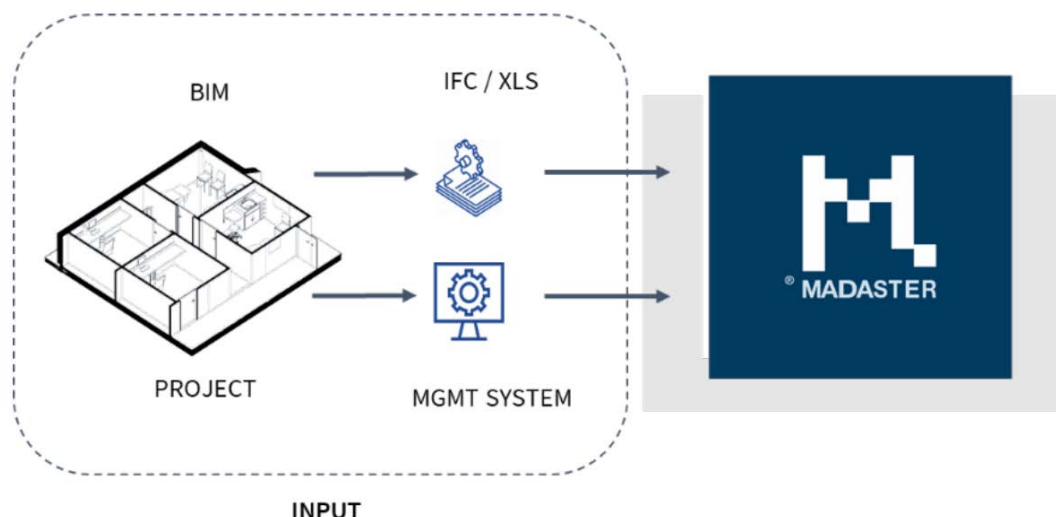 BIM
IFC / XLS
PROJECT
MGMT SYSTEM
® MADASTER
INPUT